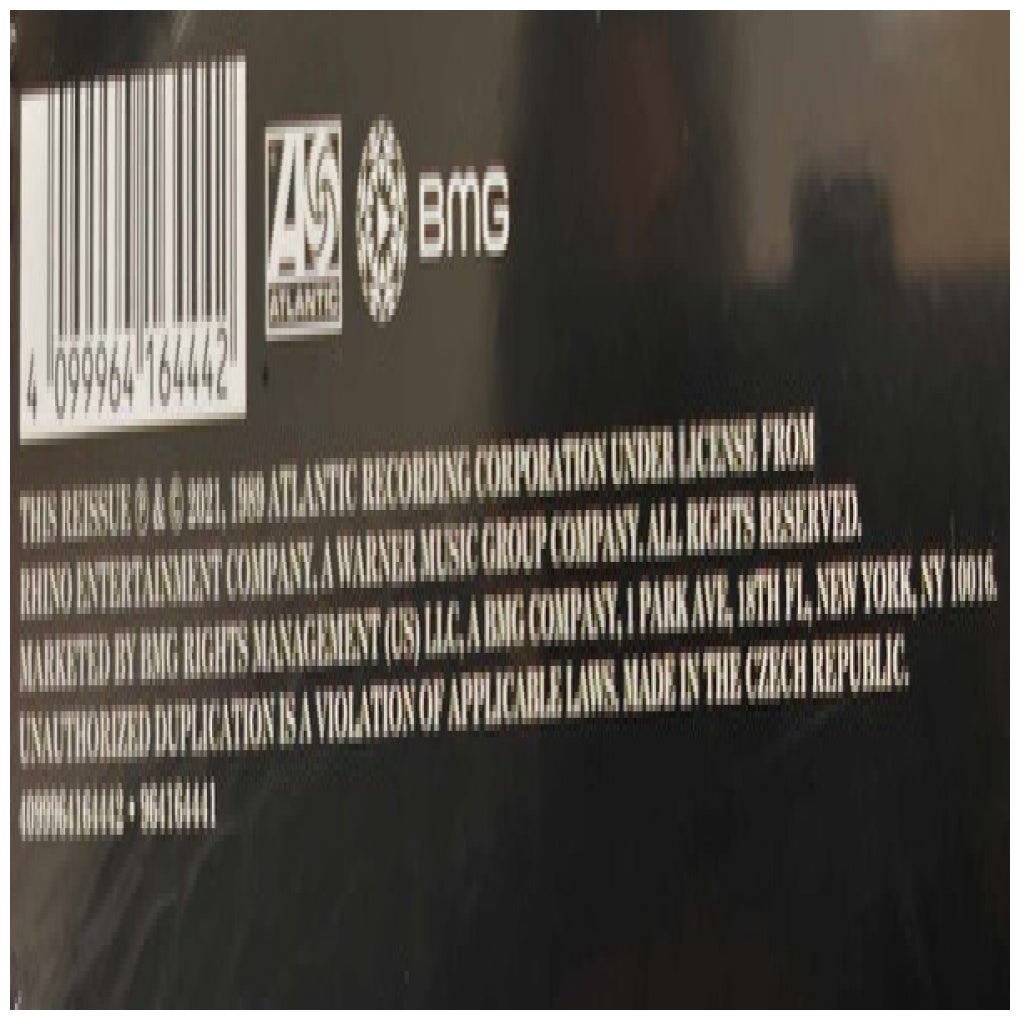 4 099964 164442
ATLANTIC
BMG
THIS REISSUE ℗ & © 2021, 1989 ATLANTIC RECORDING CORPORATION UNDER LICENSE FROM
RHINO ENTERTAINMENT COMPANY, A WARNER MUSIC GROUP COMPANY. ALL RIGHTS RESERVED.
MARKETED BY BMG RIGHTS MANAGEMENT (US) LLC, A BMG COMPANY, 1 PARK AVE, 18TH FL, NEW YORK, NY 10016.
UNAUTHORIZED DUPLICATION IS A VIOLATION OF APPLICABLE LAWS. MADE IN THE CZECH REPUBLIC.
4099964164442 • 964164441